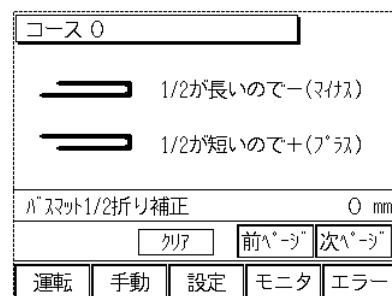 コース 0
1/2が長いので－(ﾏｲﾅｽ)
1/2が短いので＋(ﾌﾟﾗｽ)
ﾊﾞｽﾏｯﾄ1/2折り補正 0 mm
ｸﾘｱ 前ﾍﾟｰｼﾞ 次ﾍﾟｰｼﾞ
運転 手動 設定 モニタ エラー